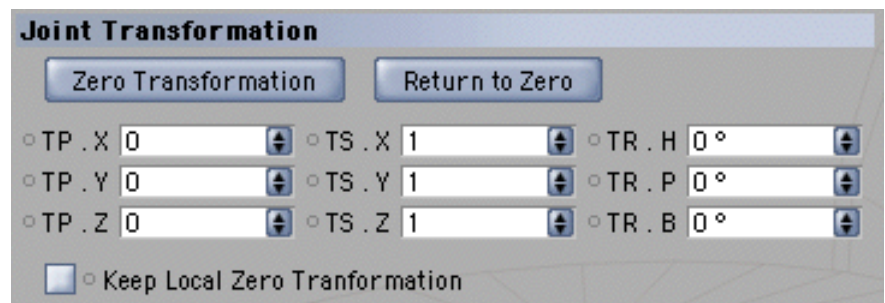 Joint Transformation
Zero Transformation Return to Zero
TP . X 0 TS . X 1 TR . H 0 °
TP . Y 0 TS . Y 1 TR . P 0 °
TP . Z 0 TS . Z 1 TR . B 0 °
Keep Local Zero Tranformation